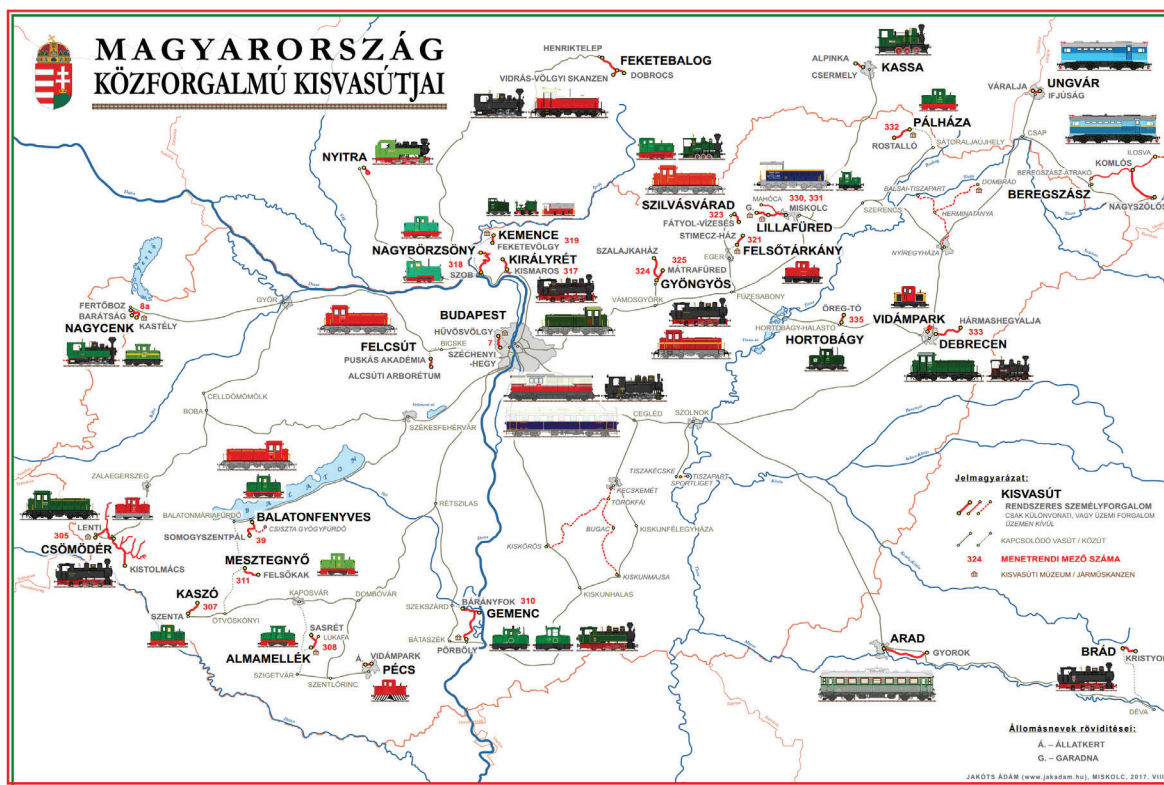 MAGYARORSZÁG
KÖZFORGALMÚ KISVASÚTJAI
HENRIKTELEP
FEKETEBALOG
DOBROCS
VIDRÁS-VÖLGYI SKANZEN
ALPINKA
CSERMELY
KASSA
VÁRALJA
UNGVÁR
IFJÚSÁG
PÁLHÁZA
332
ROSTALLÓ
SÁTORALJAÚJHELY
CSAP
ILOSVA
KOMLÓS
BEREGSZÁSZ-ÁTRAKÓ
BEREGSZÁSZ
NAGYSZŐLŐS
NYITRA
BALSAI-TISZAPART
DOMBRÁD
HERMINATANYA
SZERENCS
NYÍREGYHÁZA
SZILVÁSVÁRAD
323
FÁTYOL-VÍZESÉS
STIMECZ-HÁZ
MAHÓCA
330, 331
G.
MISKOLC
LILLAFÜRED
321
FELSŐTÁRKÁNY
EGER
KEMENCE
FEKETEVÖLGY
319
NAGYBÖRZSÖNY
318
SZOB
KIRÁLYRÉT
KISMAROS
317
SZALAJKAHÁZ
325
MÁTRAFÜRED
324
GYÖNGYÖS
VÁMOSGYÖRK
FÜZESABONY
FERTŐBOZ
8a
BARÁTSÁG
KASTÉLY
NAGYCENK
GYŐR
BUDAPEST
HŰVÖSVÖLGY
7
SZÉCHENYI
-HEGY
FELCSÚT
BICSKE
PUSKÁS AKADÉMIA
ALCSÚTI ARBORÉTUM
ÖREG-TÓ
335
HORTOBÁGY-HALASTÓ
HORTOBÁGY
VIDÁMPARK
HÁRMASHEGYALJA
333
DEBRECEN
CELLDÖMÖMÖLK
BOBA
SZÉKESFEHÉRVÁR
CEGLÉD
SZOLNOK
ZALAEGERSZEG
BALATON
TISZAKÉCSKE
TISZAPART
SPORTLIGET
KECSKEMÉT
TÖRÖKFÁI
BUGAC
KISKŐRÖS
KISKUNFÉLEGYHÁZA
KISKUNMAJSA
KISKUNHALAS
RÉTSZILAS
BALATONMÁRIAFÜRDŐ
BALATONFENYVES
CSISZTA GYÓGYFÜRDŐ
SOMOGYSZENTPÁL
39
LENTI
305
CSÖMÖDÉR
KISTOLMÁCS
MESZTEGNYŐ
311
FELSŐKAK
KASZÓ
307
SZENTA
ÖTVÖSKÓNYI
KAPOSVÁR
DOMBÓVÁR
SZEKSZÁRD
BÁRÁNYFOK
310
GEMENC
BÁTASZÉK
PÖRBÖLY
SASRÉT
LUKAFA
308
ALMAMELLÉK
SZIGETVÁR
SZENTLŐRINC
Á.
VIDÁMPARK
PÉCS
ARAD
GYOROK
BRÁD
KRISTYOR
DÉVA
Jelmagyarázat:
KISVASÚT
RENDSZERES SZEMÉLYFORGALOM
CSAK KÜLÖNVONATI, VAGY ÜZEMI FORGALOM
ÜZEMEN KÍVÜL
KAPCSOLÓDÓ VASÚT / KÖZÚT
324
MENETRENDI MEZŐ SZÁMA
KISVASÚTI MÚZEUM / JÁRMŰSKANZEN
Állomásnevek rövidítései:
Á. – ÁLLATKERT
G. – GARADNA
JAKÓTS ÁDÁM (www.jakadam.hu), MISKOLC, 2017. VIII